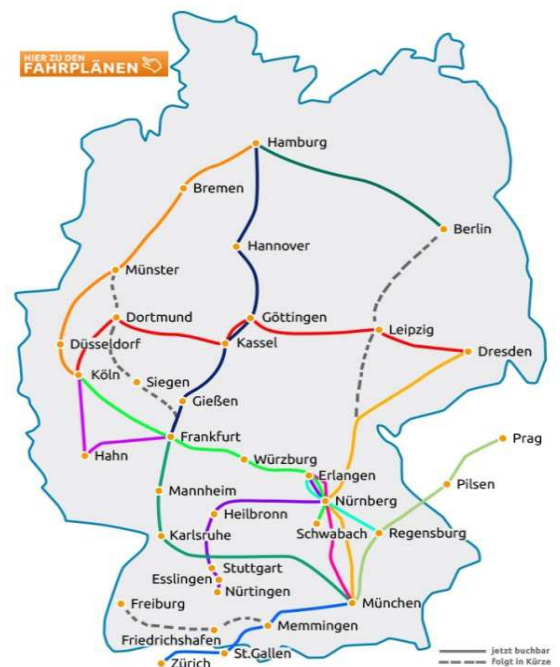 HIER ZU DEN
FAHRPLÄNEN
Hamburg
Bremen
Berlin
Hannover
Münster
Dortmund
Göttingen
Leipzig
Düsseldorf
Kassel
Dresden
Köln
Siegen
Gießen
Frankfurt
Prag
Hahn
Würzburg
Erlangen
Pilsen
Mannheim
Nürnberg
Heilbronn
Schwabach
Regensburg
Karlsruhe
Stuttgart
Esslingen
Nürtingen
Freiburg
München
Memmingen
Friedrichshafen
St.Gallen
Zürich
jetzt buchbar
folgt in Kürze